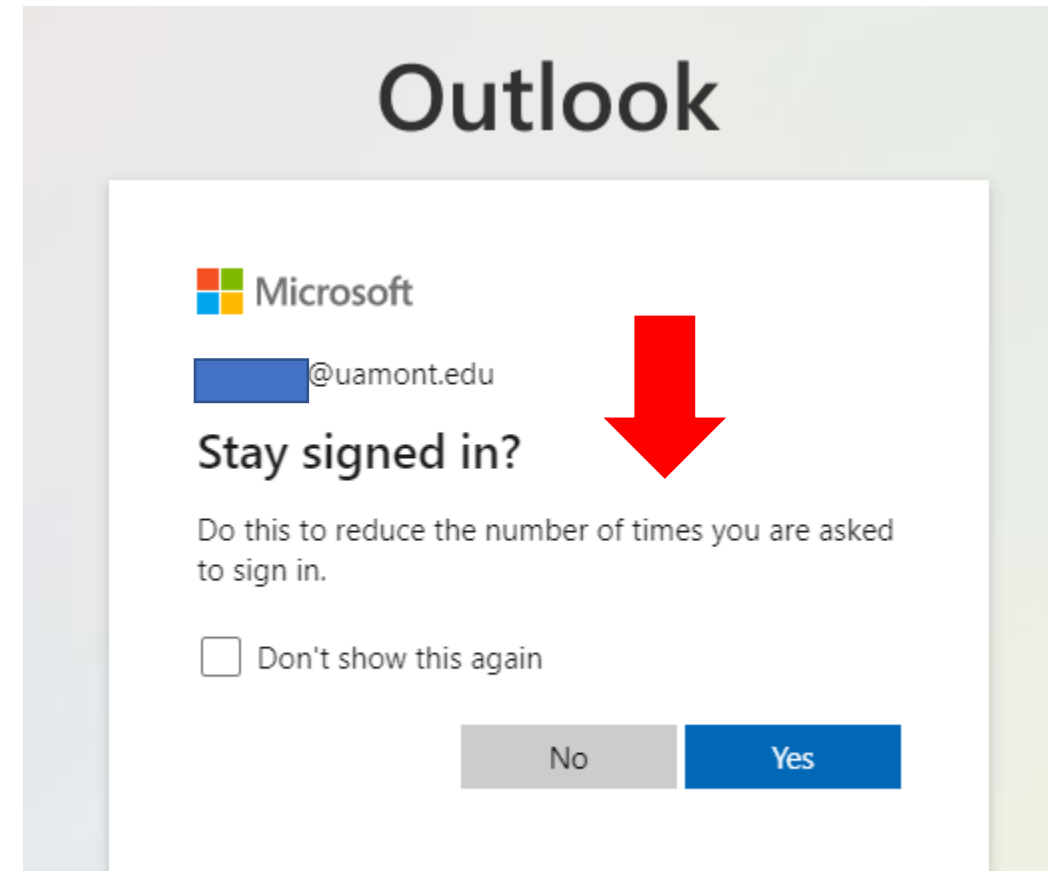 Outlook
Microsoft
@uamont.edu
Stay signed in?
Do this to reduce the number of times you are asked
to sign in.
Don't show this again
No Yes